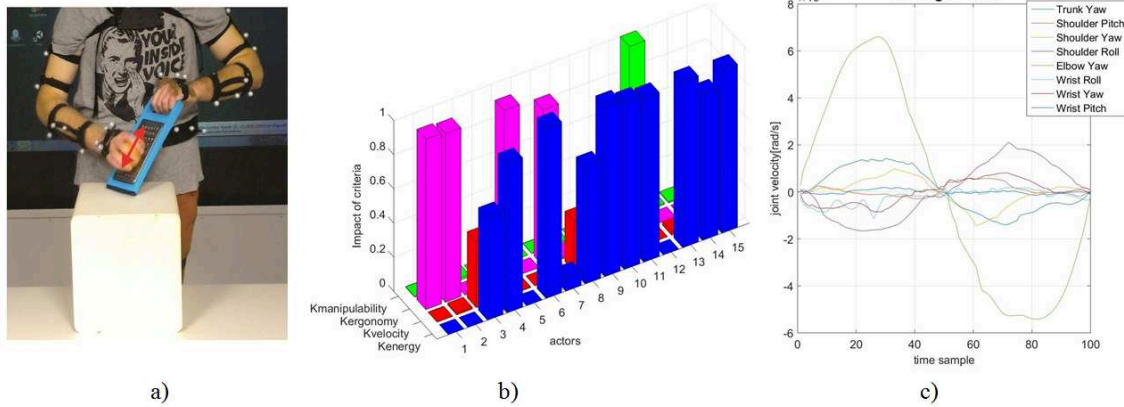 YOUR
INSIDE
VOICE
a)
1
0.8
0.6
0.4
0.2
0
Impact of criteria
Kmanipulability
Kergonomy
Kvelocity
Kenergy
1
2
3
4
5
6
7
8
9
10
11
12
13
14
15
actors
b)
Trunk Yaw
Shoulder Pitch
Shoulder Yaw
Shoulder Roll
Elbow Yaw
Wrist Roll
Wrist Yaw
Wrist Pitch
8
6
4
2
0
-2
-4
-6
joint velocity[rad/s]
0 20 40 60 80 100
time sample
c)